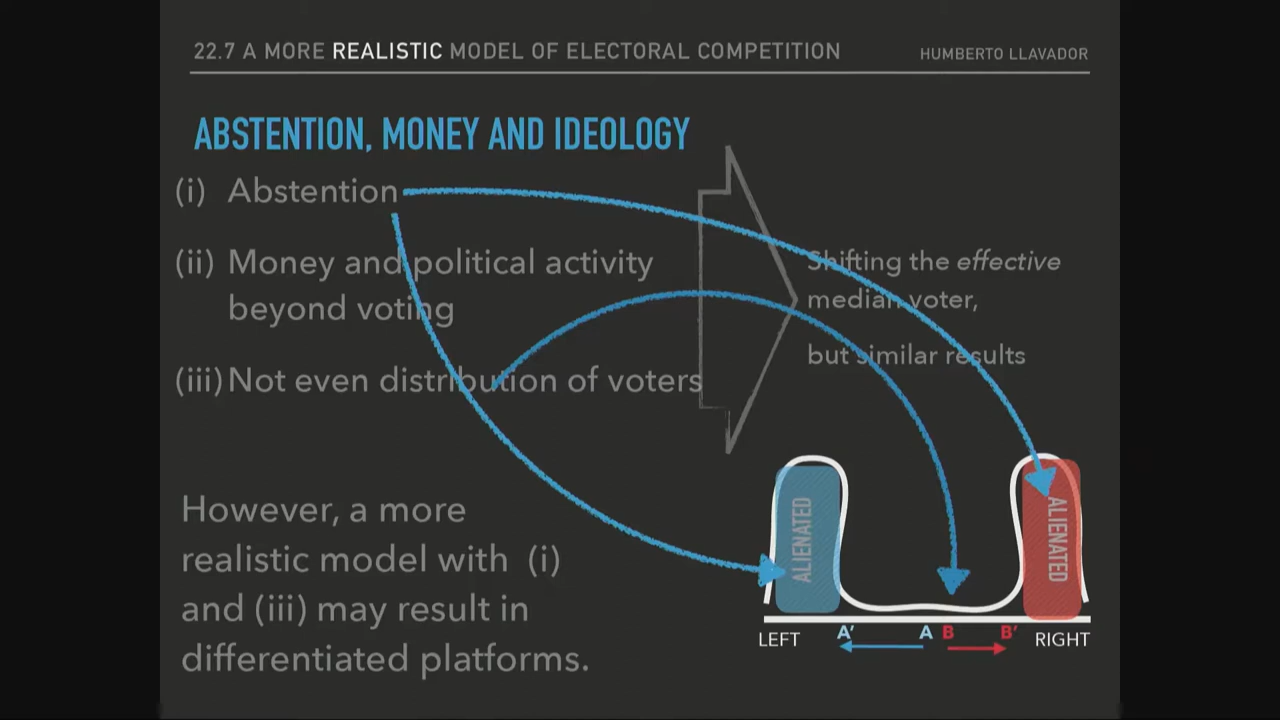 22.7 A MORE REALISTIC MODEL OF ELECTORAL COMPETITION
HUMBERTO LLAVADOR
ABSTENTION, MONEY AND IDEOLOGY
(i) Abstention
(ii) Money and political activity
beyond voting
(iii) Not even distribution of voters
Shifting the effective
median voter,
but similar results
However, a more
realistic model with (i)
and (iii) may result in
differentiated platforms.
ALIENATED
ALIENATED
LEFT
A' A B B'
RIGHT